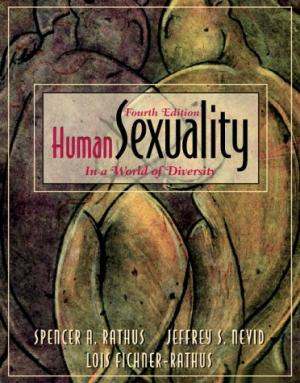 Fourth Edition
Human Sexuality
In a World of Diversity
SPENCER A. RATHUS JEFFREY S. NEVID
LOIS FICHNER-RATHUS